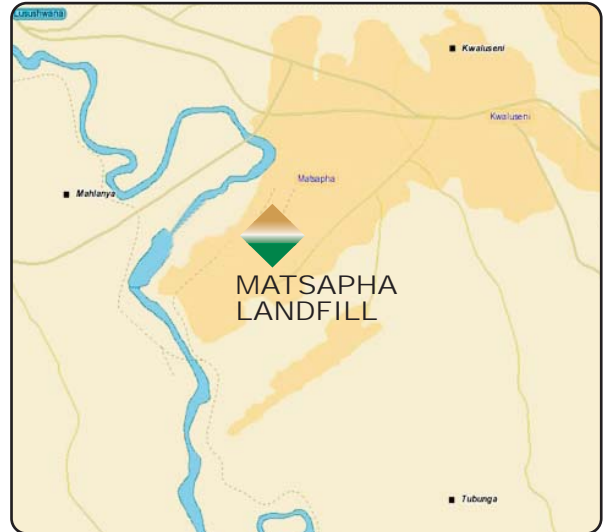 Lusushwana
Kwaluseni
Kwaluseni
Matsapha
Mahlanya
MATSAPHA
LANDFILL
Tubunga